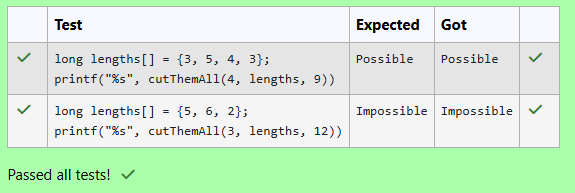 Test Expected Got
long lengths[] = {3, 5, 4, 3}; Possible Possible
printf("%s", cutThemAll(4, lengths, 9))
long lengths[] = {5, 6, 2}; Impossible Impossible
printf("%s", cutThemAll(3, lengths, 12))
Passed all tests!